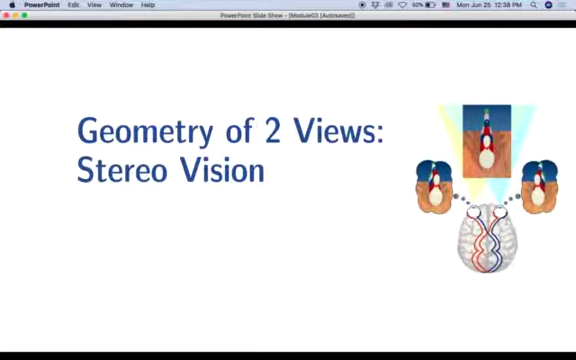 PowerPoint File Edit View Window Help 50% Mon Jun 25 12:38 PM
PowerPoint Slide Show - [Module03 [Autosaved]]
Geometry of 2 Views:
Stereo Vision